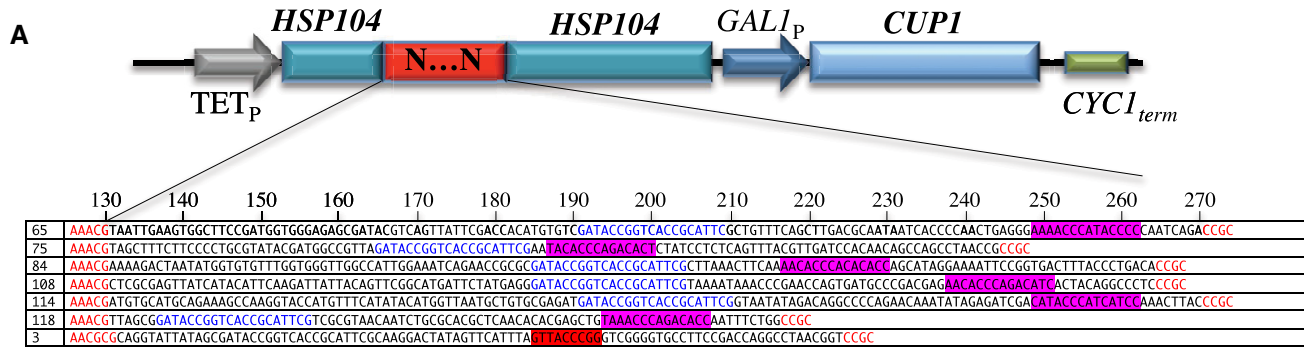 A
HSP104 HSP104 GAL1P CUP1
N...N
TETP CYC1term
130 140 150 160 170 180 190 200 210 220 230 240 250 260 270
65 AAACGTAATTGAAGTGGCTTCCGATGGTGGGAGAGCGATACGTCAGTTATTCGACCACATGTGTCGATACCGGTCACCGCATTCGCTGTTTCAGCTTGACGCAATAATCACCCCAACTGAGGGAAAACCCATACCCCCAATCAGACCGC
75 AAACGTAGCTTTCTTCCCCTGCGTATACGATGGCCGTTAGATACCGGTCACCGCATTCGAATACACCCAGACACTCTATCCTCTCAGTTTACGTTGATCCACAACAGCCAGCCTAACCGCCGC
84 AAACGAAAAGACTAATATGGTGTGTTTGGTGGGTTGGCCATTGGAAATCAGAACCGCGCGATACCGGTCACCGCATTCGCTTAAACTTCAAAACACCCACACACCAGCATAGGAAAATTCCGGTGACTTTACCCTGACACCGC
108 AAACGCTCGCGAGTTATCATACATTCAAGATTATTACAGTTCGGCATGATTCTATGAGGGATACCGGTCACCGCATTCGTAAAATAAACCCGAACCAGTGATGCCCGACGAGAACACCCAGACATCACTACAGGCCCTCCCGC
114 AAACGATGTGCATGCAGAAAGCCAAGGTACCATGTTTCATATACATGGTTAATGCTGTGCGAGATGATACCGGTCACCGCATTCGGTAATATAGACAGGCCCCAGAACAAATATAGAGATCGACATACCCATCATCCAAACTTACCCGC
118 AAACGTTAGCGGATACCGGTCACCGCATTCGTCGCGTAACAATCTGCGCACGCTCAACACACGAGCTGTAAACCCAGACACCAATTTCTGGCCGC
3 AACGCGCAGGTATTATAGCGATACCGGTCACCGCATTCGCAAGGACTATAGTTCATTTAGTTACCCGGGTCGGGGTGCCTTCCGACCAGGCCTAACGGTCCGC